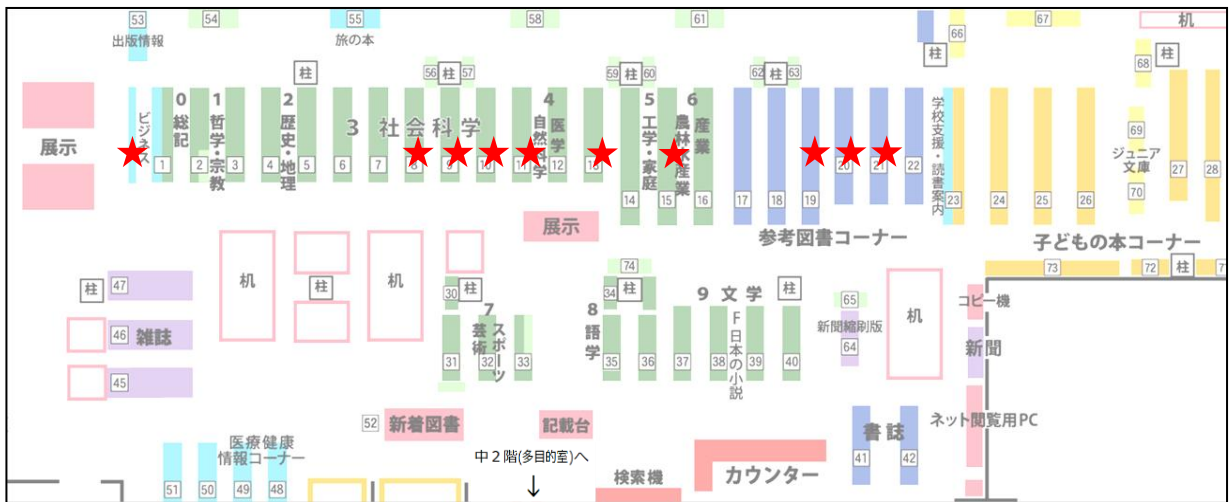 53
54
55
58
61
66
67
机
出版情報
旅の本
柱
柱
68
柱
56
柱
57
59
柱
60
62
柱
63
展示
ビジネス
0 総記
1 哲学・宗教
2 歴史・地理
3 社会科学
4 自然科学 医学
5 工学・家庭
6 産業 農林水産業
学校支援・読書案内
69
ジュニア
文庫
70
1
2
3
4
5
6
7
8
9
10
11
12
13
14
15
16
17
18
19
20
21
22
23
24
25
26
27
28
展示
参考図書コーナー
子どもの本コーナー
73
72
柱
机
机
柱
47
柱
30
柱
74
34
柱
9 文学
柱
65
机
コピー機
46
雑誌
7 芸術 スポーツ
8 語学
F 日本の小説
新聞縮刷版
64
新聞
31
32
33
35
36
37
38
39
40
45
52
新着図書
記載台
書誌
ネット閲覧用PC
医療健康
情報コーナー
中2階(多目的室)へ
↓
検索機
カウンター
41
42
51
50
49
48